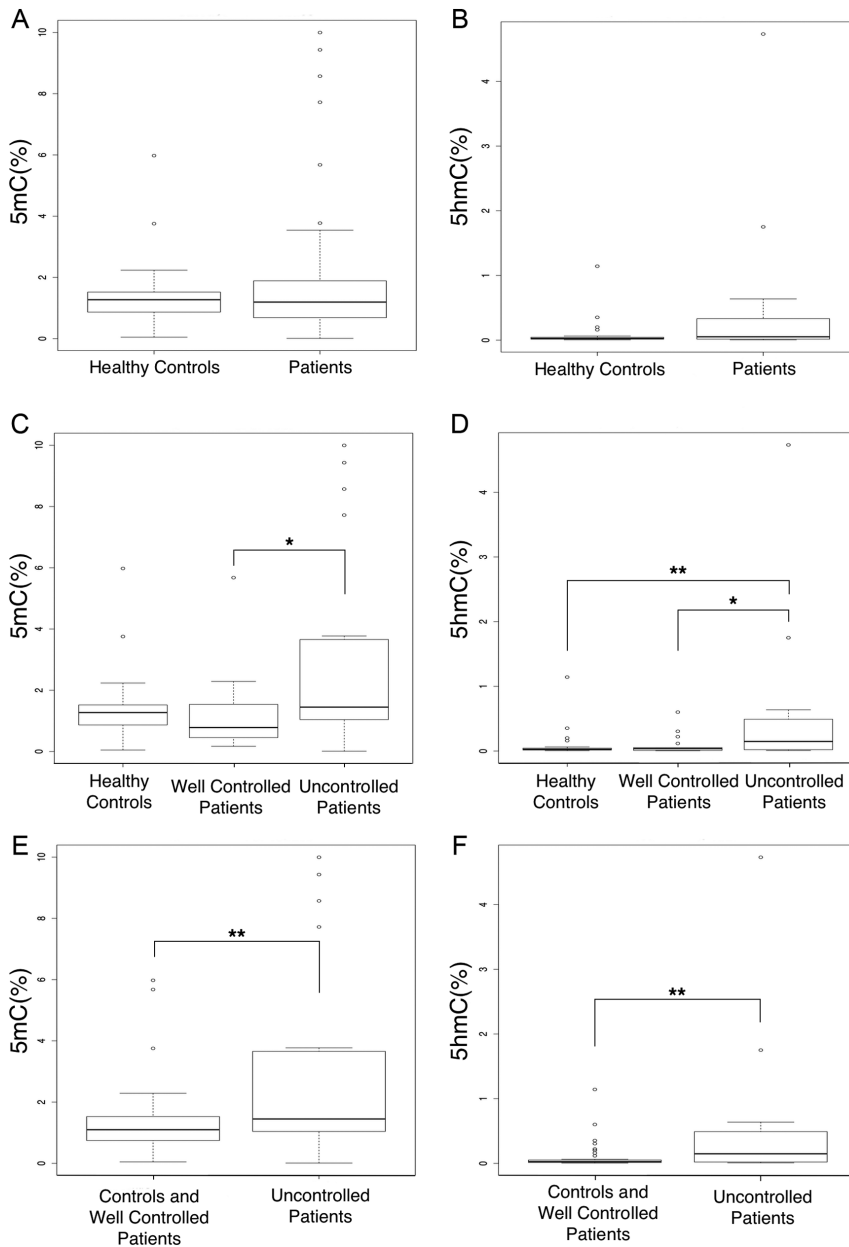 A
5mC(%)
10
8
6
4
2
0
Healthy Controls
Patients
B
5hmC(%)
4
3
2
1
0
Healthy Controls
Patients
C
5mC(%)
10
8
6
4
2
0
*
Healthy
Controls
Well Controlled
Patients
Uncontrolled
Patients
D
5hmC(%)
4
3
2
1
0
**
*
Healthy
Controls
Well Controlled
Patients
Uncontrolled
Patients
E
5mC(%)
10
8
6
4
2
0
**
Controls and
Well Controlled
Patients
Uncontrolled
Patients
F
5hmC(%)
4
3
2
1
0
**
Controls and
Well Controlled
Patients
Uncontrolled
Patients